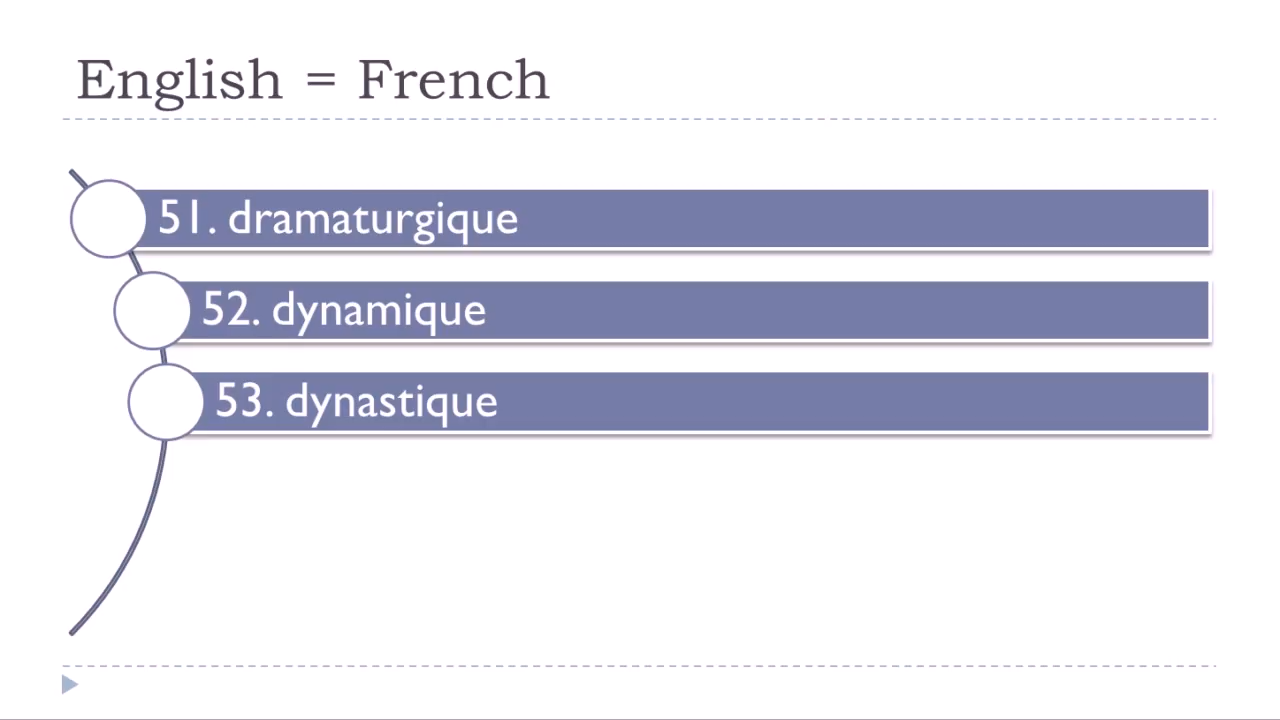 English = French
51. dramaturgique
52. dynamique
53. dynastique